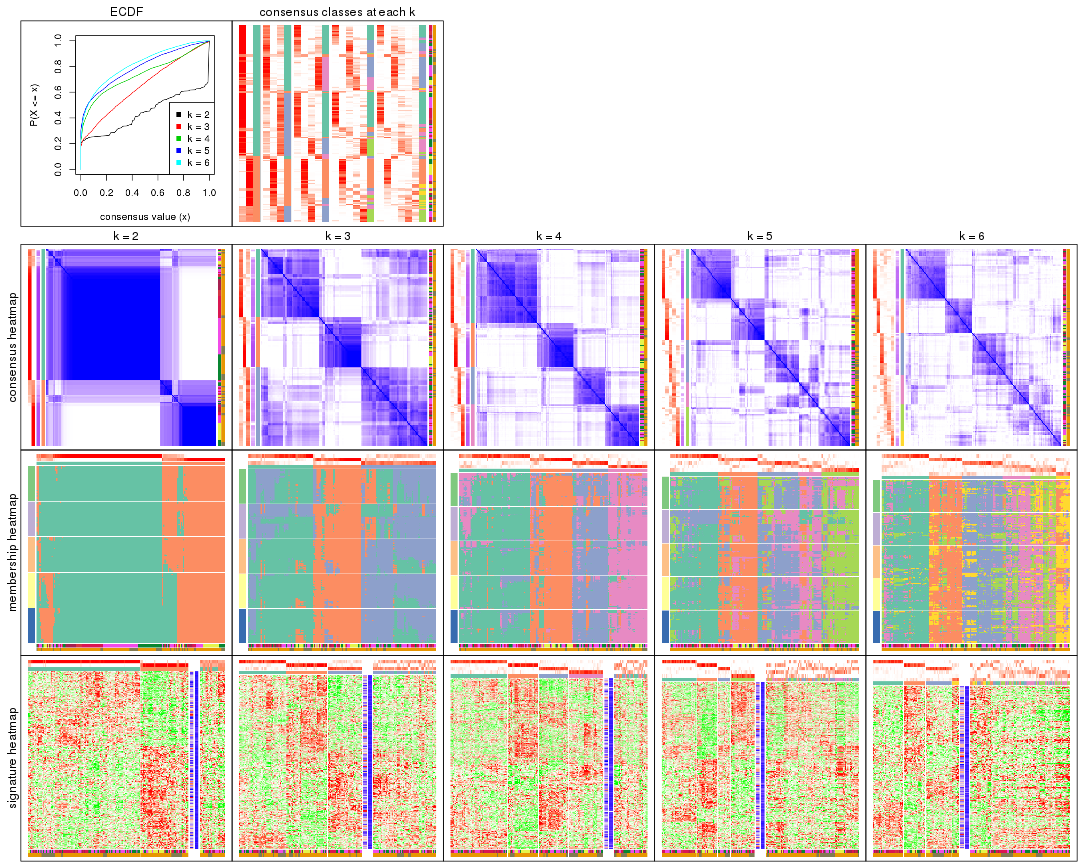 ECDF
consensus classes at each k
P(X <= x)
0.0
0.2
0.4
0.6
0.8
1.0
k = 2
k = 3
k = 4
k = 5
k = 6
0.0 0.2 0.4 0.6 0.8 1.0
consensus value (x)
k = 2
k = 3
k = 4
k = 5
k = 6
consensus heatmap
membership heatmap
signature heatmap